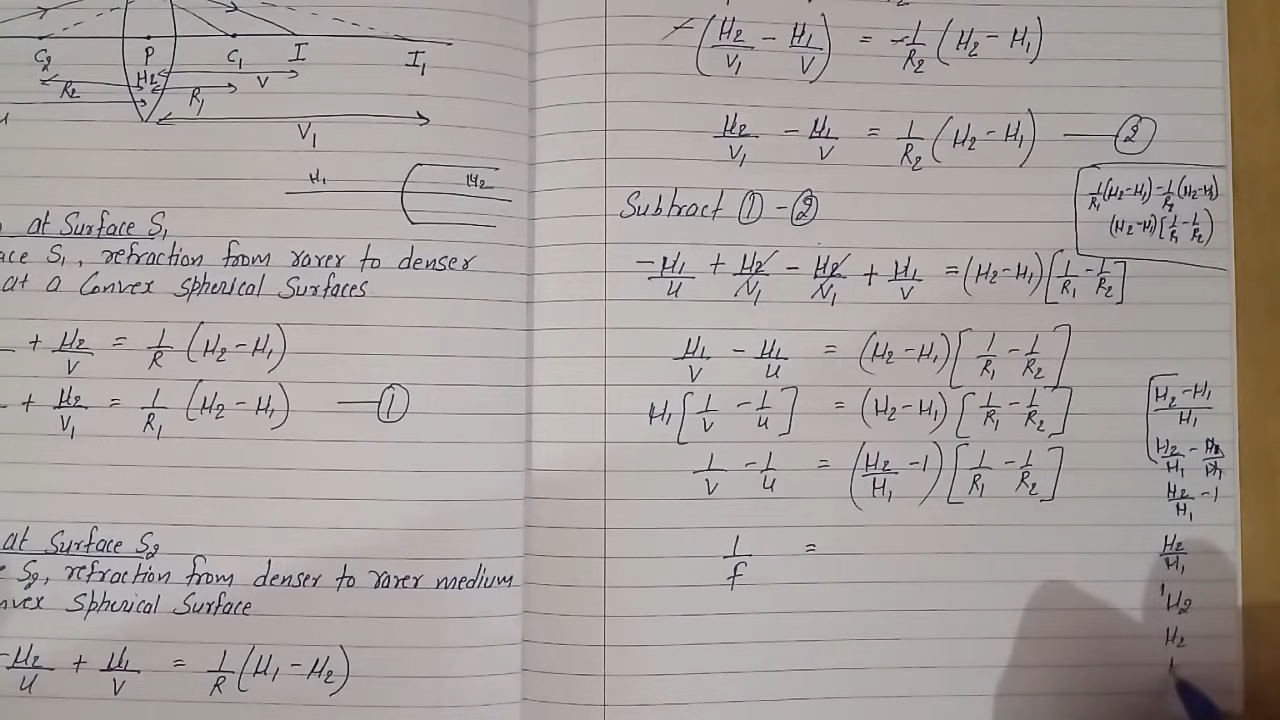 C₂ P C₁ I I₁
μ₂
R₂ R₁ V
V₁
μ₁ μ₂
at Surface S₁
S₁, refraction from rarer to denser
at a Convex Spherical Surfaces
+ μ₂/V = 1/R (μ₂-μ₁)
+ μ₂/V₁ = 1/R₁ (μ₂-μ₁) —①
at Surface S₂
S₂, refraction from denser to rarer medium
Spherical Surface
-μ₂/u + μ₁/V = 1/R (μ₁-μ₂)
-(μ₂/V₁ - μ₁/V) = -1/R₂ (μ₂-μ₁)
μ₂/V₁ - μ₁/V = 1/R₂ (μ₂-μ₁) —②
Subtract ①-②
1/R₁(μ₂-μ₁)-1/R₂(μ₂-μ₁)
(μ₂-μ₁)[1/R₁-1/R₂]
-μ₁/u + μ₂/V₁ - μ₂/V₁ + μ₁/V = (μ₂-μ₁)[1/R₁-1/R₂]
μ₁/V - μ₁/u = (μ₂-μ₁)[1/R₁-1/R₂]
μ₁[1/V-1/u] = (μ₂-μ₁)[1/R₁-1/R₂]
1/V - 1/u = (μ₂/μ₁-1)[1/R₁-1/R₂]
1/f =
μ₂-μ₁/μ₁
μ₂/μ₁-μ₁/μ₁
μ₂/μ₁-1
μ₂/μ₁
¹μ₂
μ₂